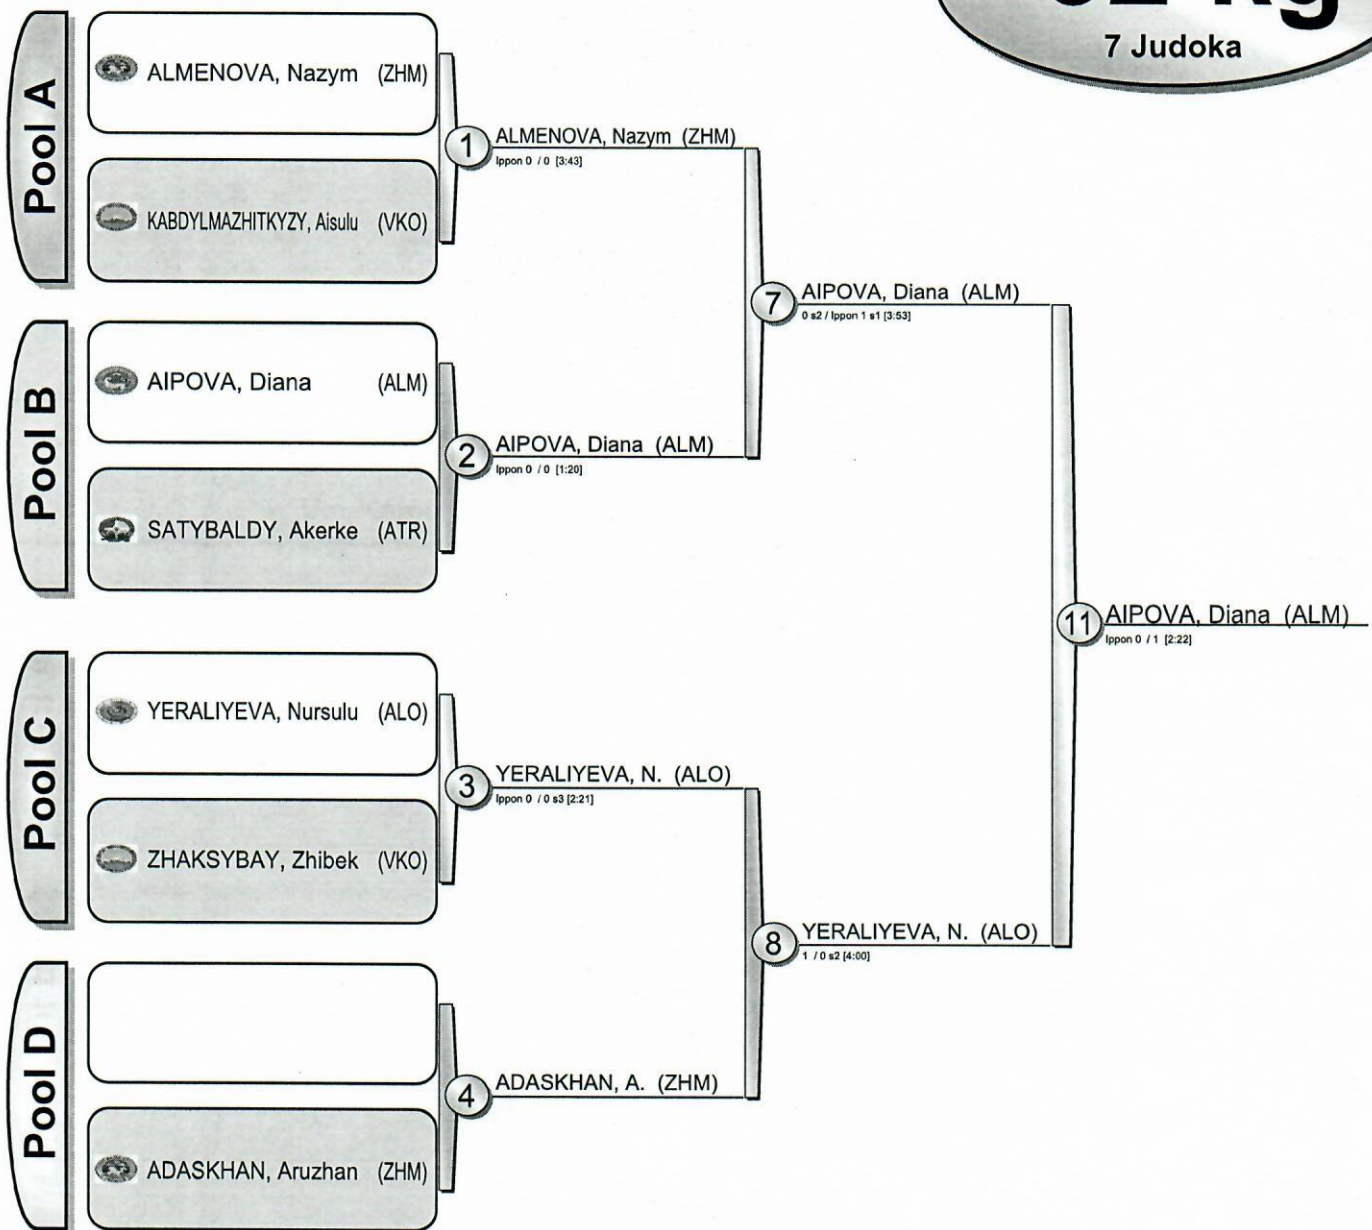 7 Judoka
Pool A
ALMENOVA, Nazym (ZHM)
KABDYLMAZHITKYZY, Aisulu (VKO)
1
ALMENOVA, Nazym (ZHM)
Ippon 0 / 0 [3:43]
Pool B
AIPOVA, Diana (ALM)
SATYBALDY, Akerke (ATR)
2
AIPOVA, Diana (ALM)
Ippon 0 / 0 [1:20]
7
AIPOVA, Diana (ALM)
0 s2 / Ippon 1 s1 [3:53]
Pool C
YERALIYEVA, Nursulu (ALO)
ZHAKSYBAY, Zhibek (VKO)
3
YERALIYEVA, N. (ALO)
Ippon 0 / 0 s3 [2:21]
Pool D
ADASKHAN, Aruzhan (ZHM)
4
ADASKHAN, A. (ZHM)
8
YERALIYEVA, N. (ALO)
1 / 0 s2 [4:00]
11
AIPOVA, Diana (ALM)
Ippon 0 / 1 [2:22]